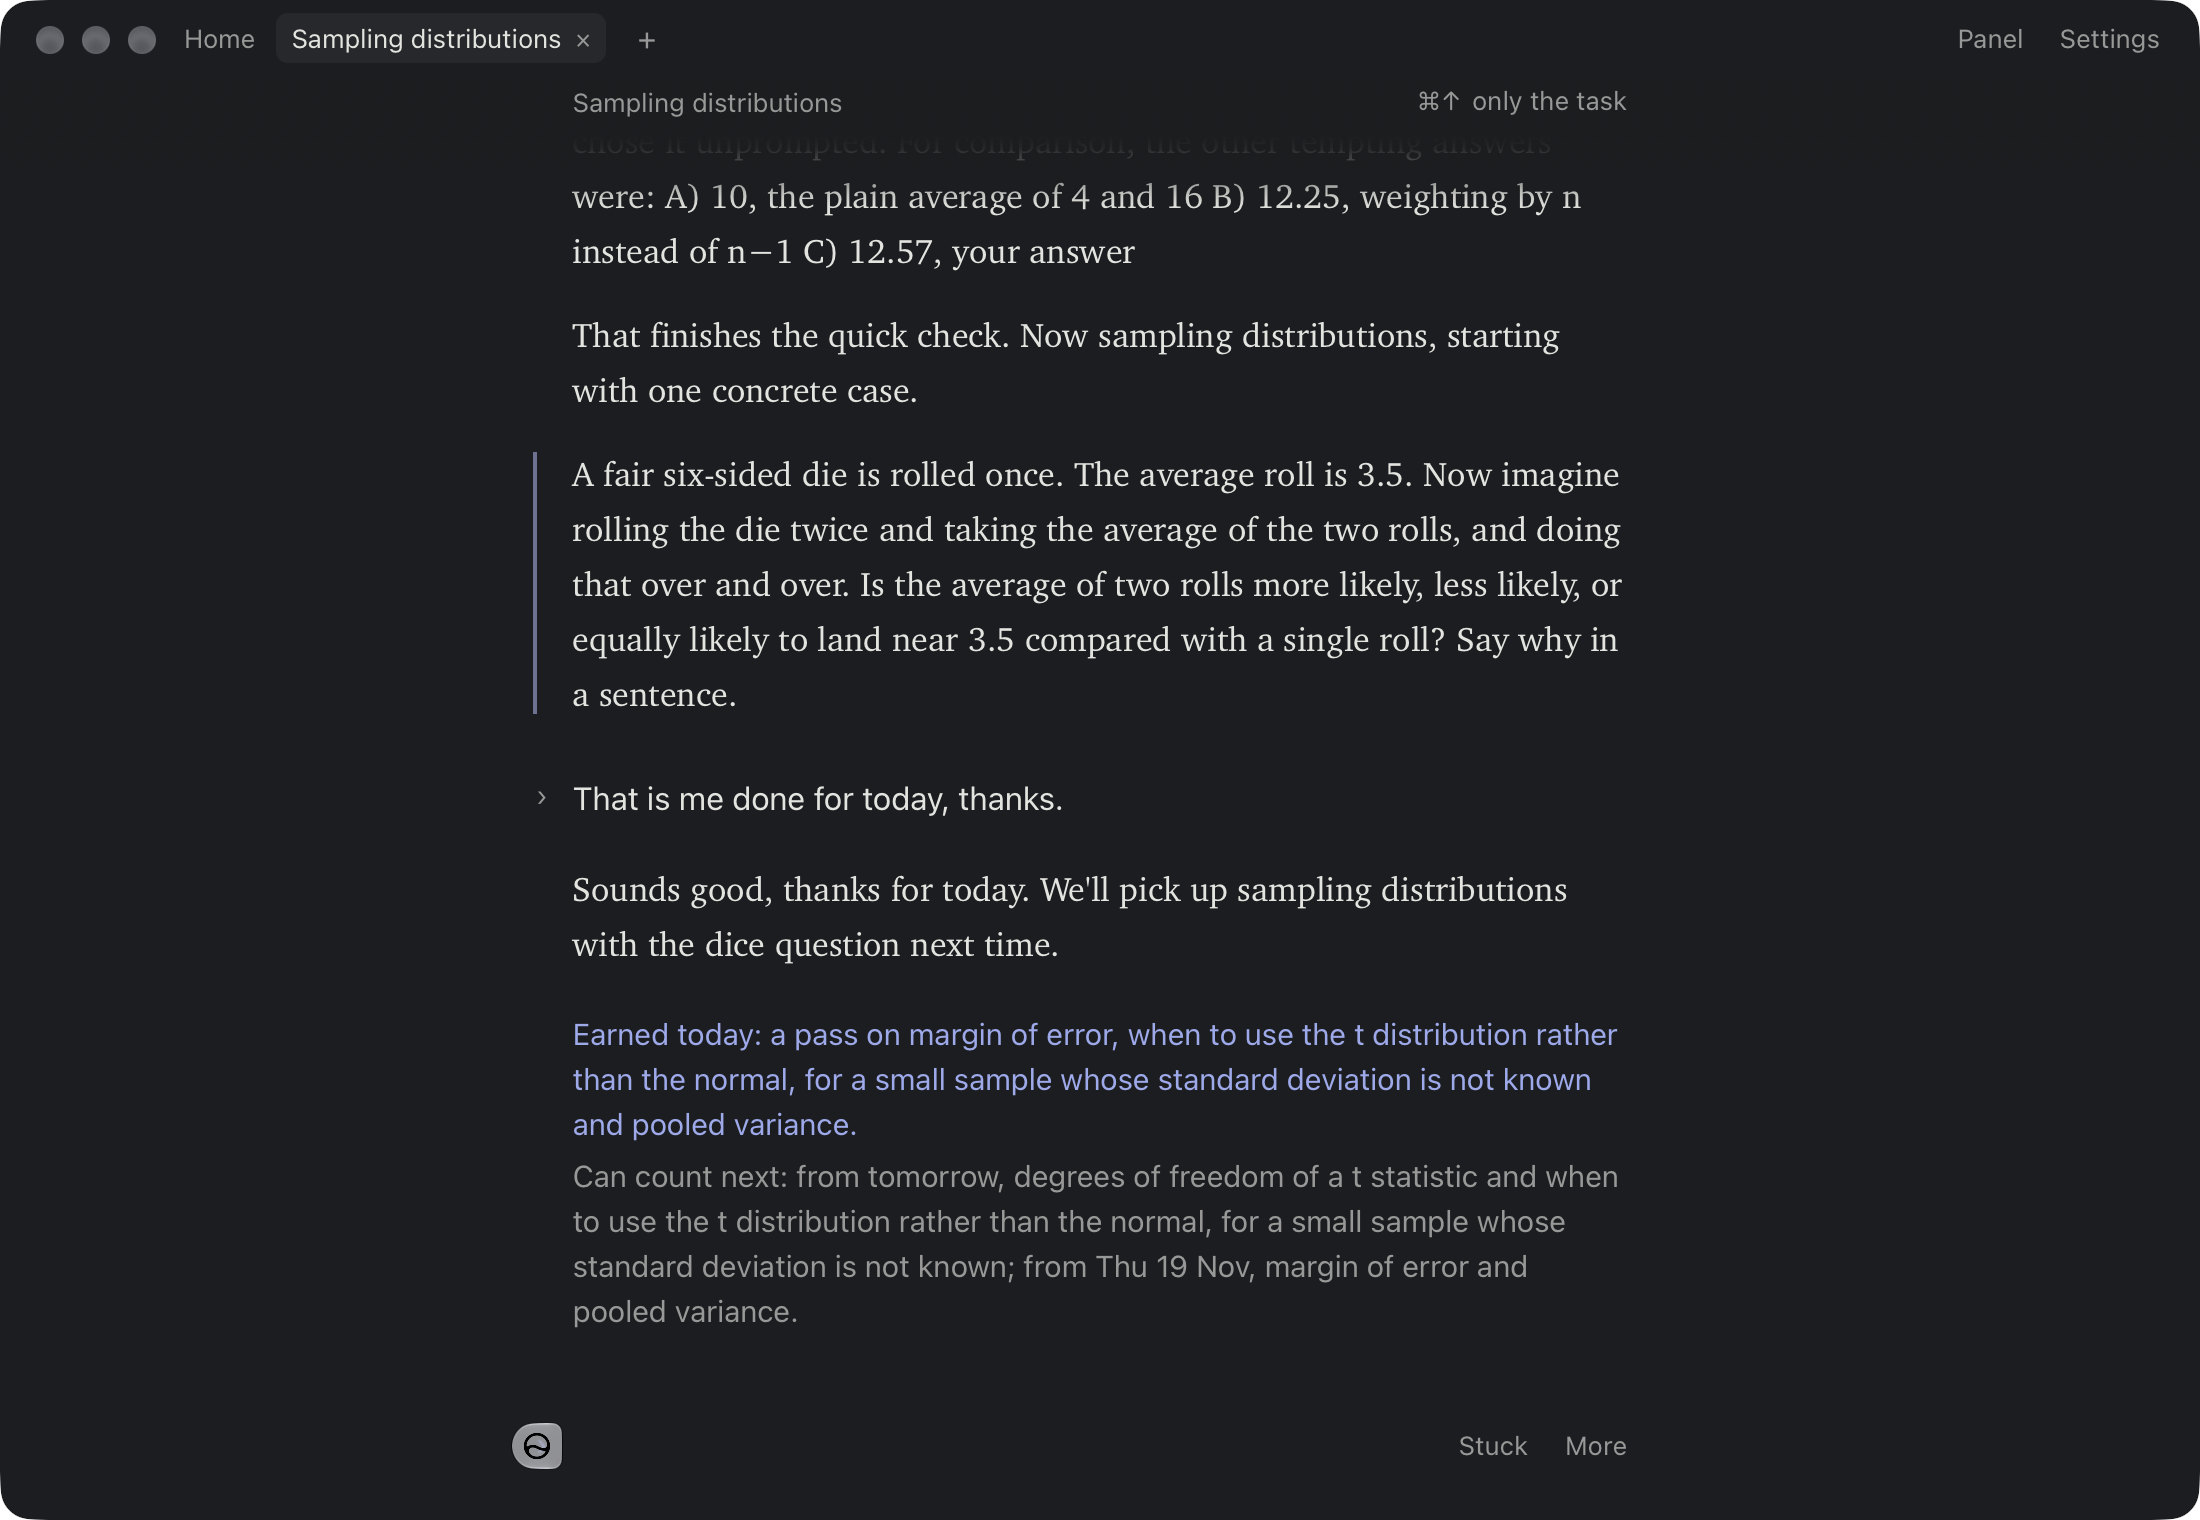 Home
Sampling distributions ×
+
Panel
Settings
Sampling distributions
⌘↑ only the task
chose it unprompted. For comparison, the other tempting answers
were: A) 10, the plain average of 4 and 16 B) 12.25, weighting by n
instead of n−1 C) 12.57, your answer
That finishes the quick check. Now sampling distributions, starting
with one concrete case.
A fair six-sided die is rolled once. The average roll is 3.5. Now imagine
rolling the die twice and taking the average of the two rolls, and doing
that over and over. Is the average of two rolls more likely, less likely, or
equally likely to land near 3.5 compared with a single roll? Say why in
a sentence.
› That is me done for today, thanks.
Sounds good, thanks for today. We'll pick up sampling distributions
with the dice question next time.
Earned today: a pass on margin of error, when to use the t distribution rather
than the normal, for a small sample whose standard deviation is not known
and pooled variance.
Can count next: from tomorrow, degrees of freedom of a t statistic and when
to use the t distribution rather than the normal, for a small sample whose
standard deviation is not known; from Thu 19 Nov, margin of error and
pooled variance.
Stuck
More